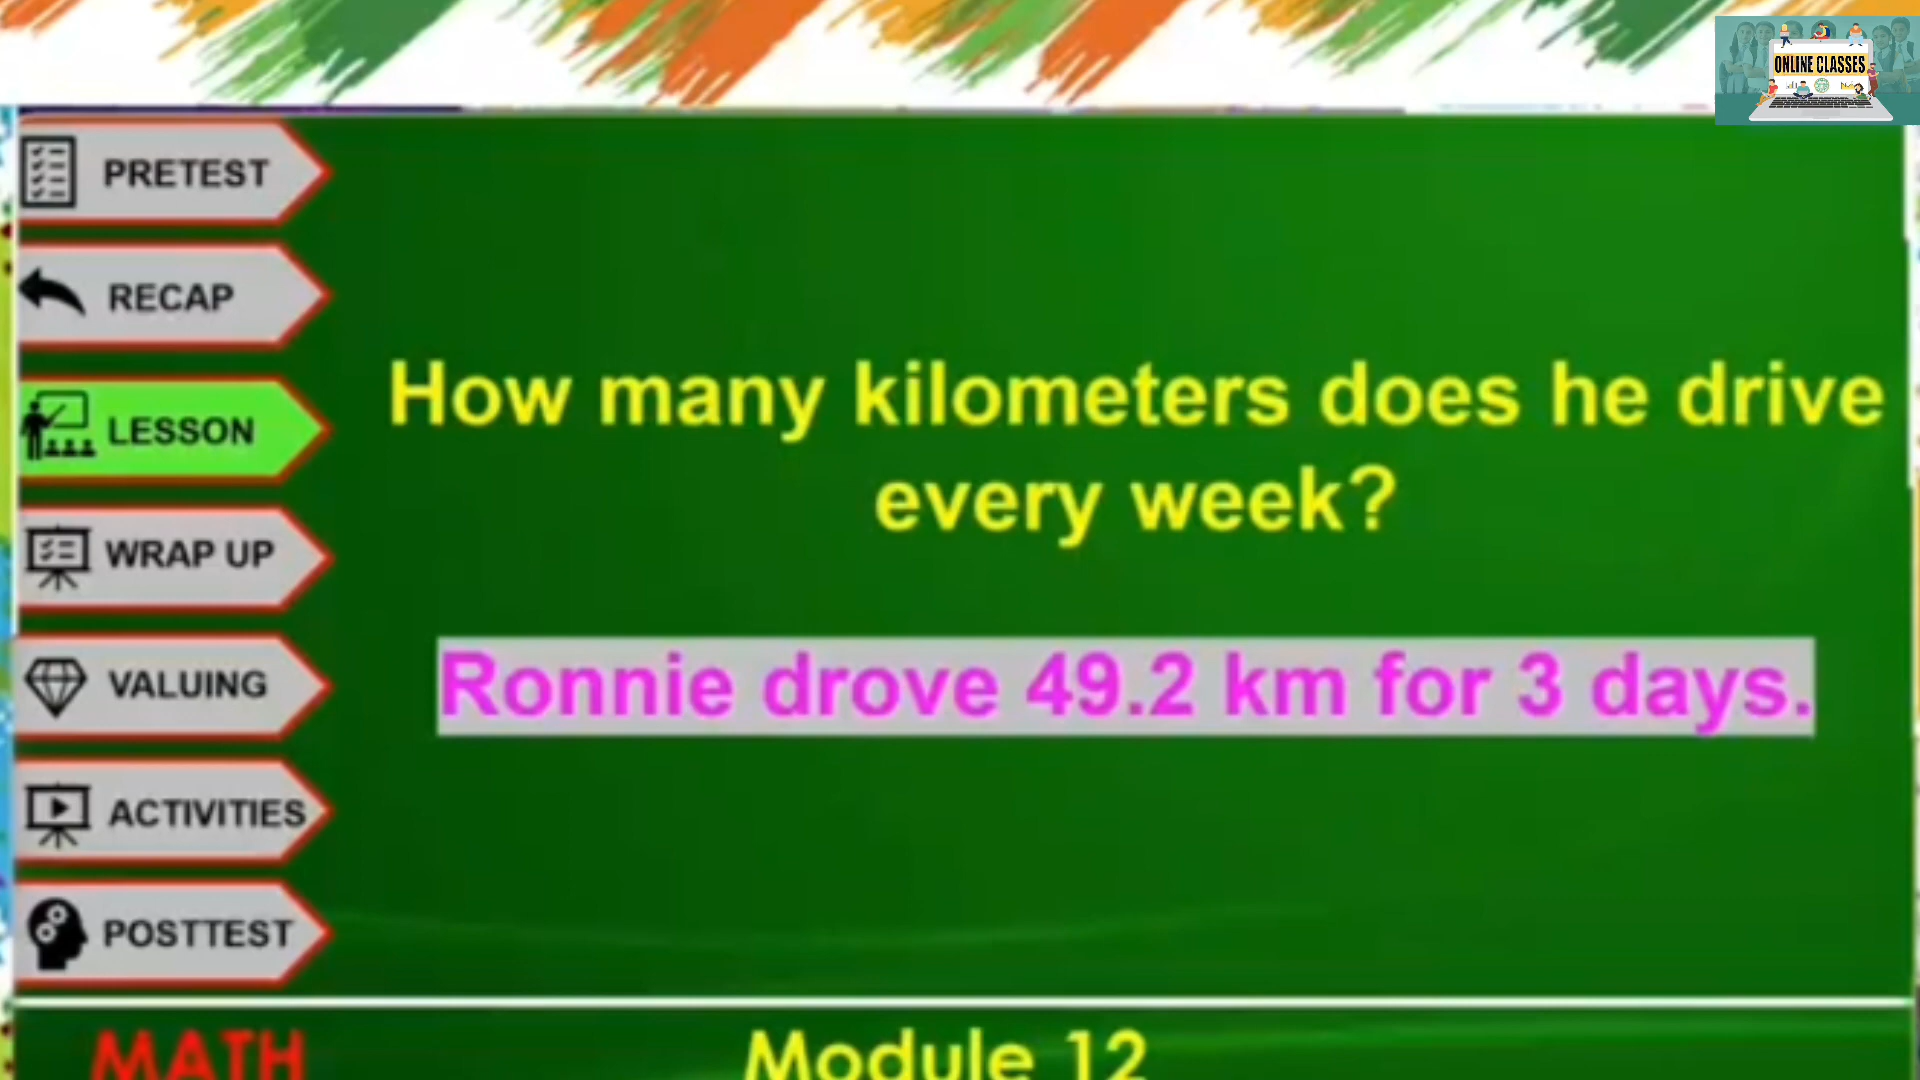 ONLINE CLASSES
PRETEST
RECAP
LESSON
WRAP UP
VALUING
ACTIVITIES
POSTTEST
How many kilometers does he drive
every week?
Ronnie drove 49.2 km for 3 days.
MATH
Module 12